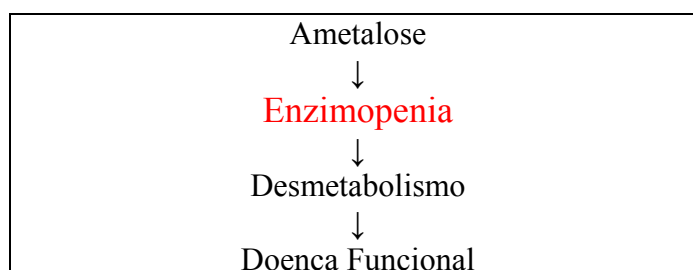 Ametalose
↓
Enzimopenia
↓
Desmetabolismo
↓
Doenca Funcional